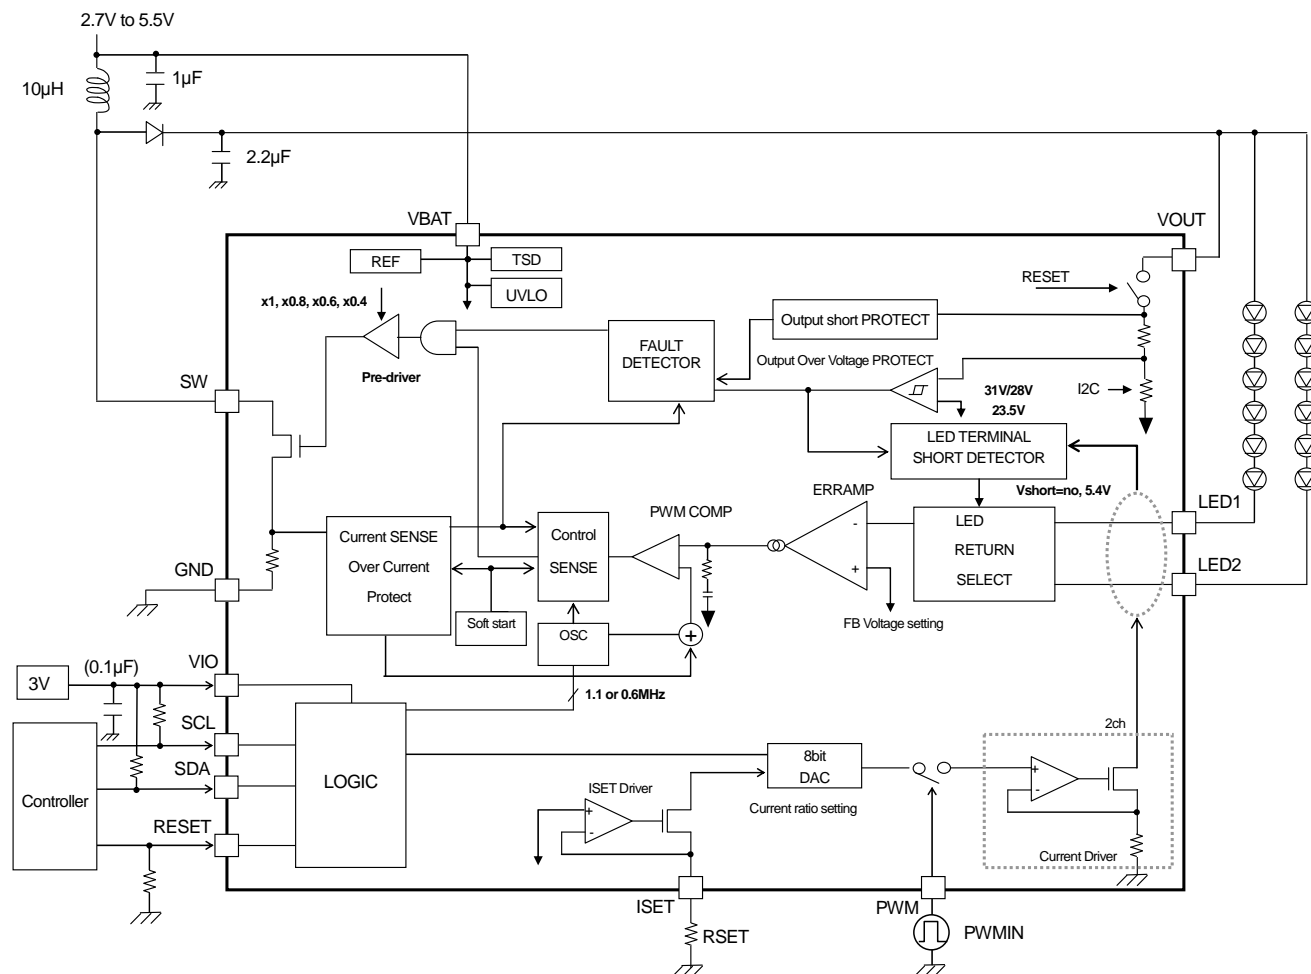 2.7V to 5.5V
10µH
1µF
2.2µF
VBAT
VOUT
REF
TSD
UVLO
RESET
x1, x0.8, x0.6, x0.4
Output short PROTECT
FAULT
DETECTOR
Output Over Voltage PROTECT
Pre-driver
SW
31V/28V
23.5V
I2C
LED TERMINAL
SHORT DETECTOR
Vshort=no, 5.4V
ERRAMP
LED1
PWM COMP
-
+
LED
RETURN
SELECT
Current SENSE
Over Current
Protect
Control
SENSE
GND
LED2
Soft start
OSC
+
FB Voltage setting
VIO
(0.1µF)
3V
1.1 or 0.6MHz
SCL
2ch
SDA
LOGIC
8bit
DAC
Controller
ISET Driver
+
-
+
-
Current ratio setting
RESET
Current Driver
ISET
PWM
RSET
PWMIN